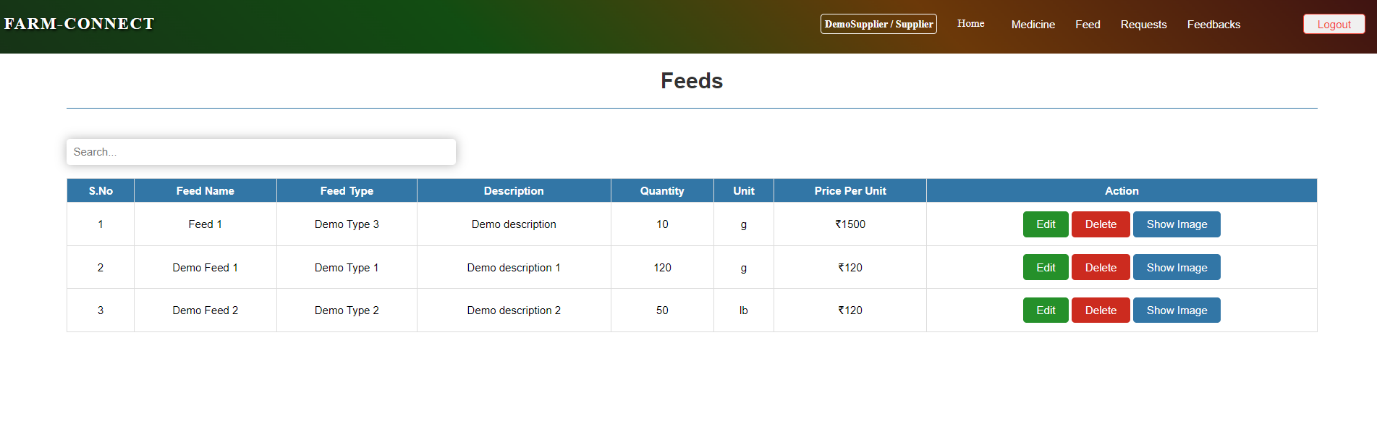 FARM-CONNECT DemoSupplier / Supplier Home Medicine Feed Requests Feedbacks Logout
Feeds
Search...
S.No Feed Name Feed Type Description Quantity Unit Price Per Unit Action
1 Feed 1 Demo Type 3 Demo description 10 g ₹1500 Edit Delete Show Image
2 Demo Feed 1 Demo Type 1 Demo description 1 120 g ₹120 Edit Delete Show Image
3 Demo Feed 2 Demo Type 2 Demo description 2 50 lb ₹120 Edit Delete Show Image